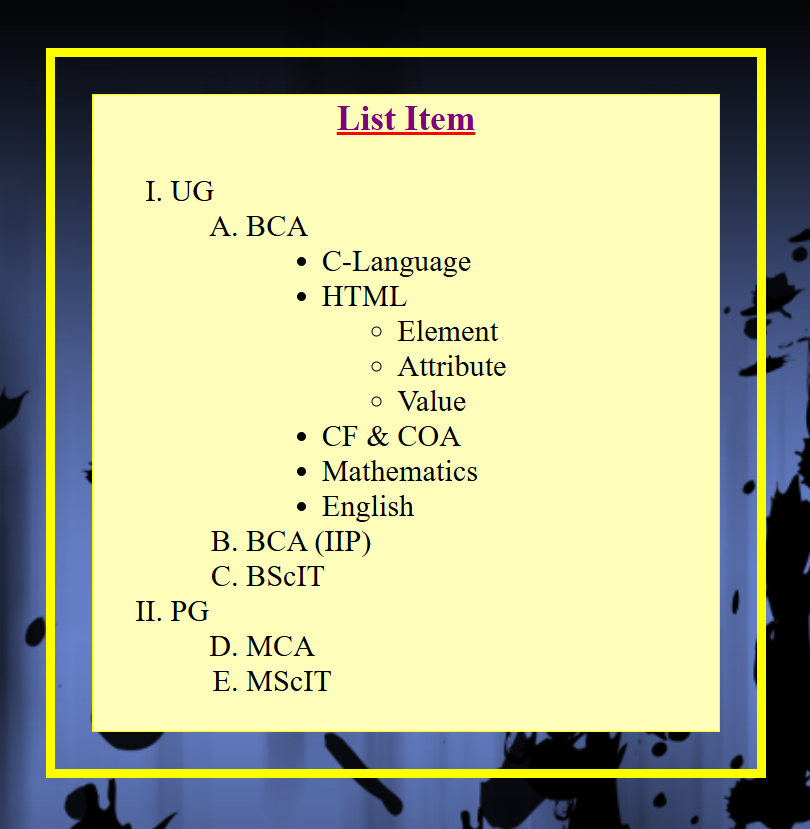 List Item
I. UG
A. BCA
• C-Language
• HTML
◦ Element
◦ Attribute
◦ Value
• CF & COA
• Mathematics
• English
B. BCA (IIP)
C. BScIT
II. PG
D. MCA
E. MScIT